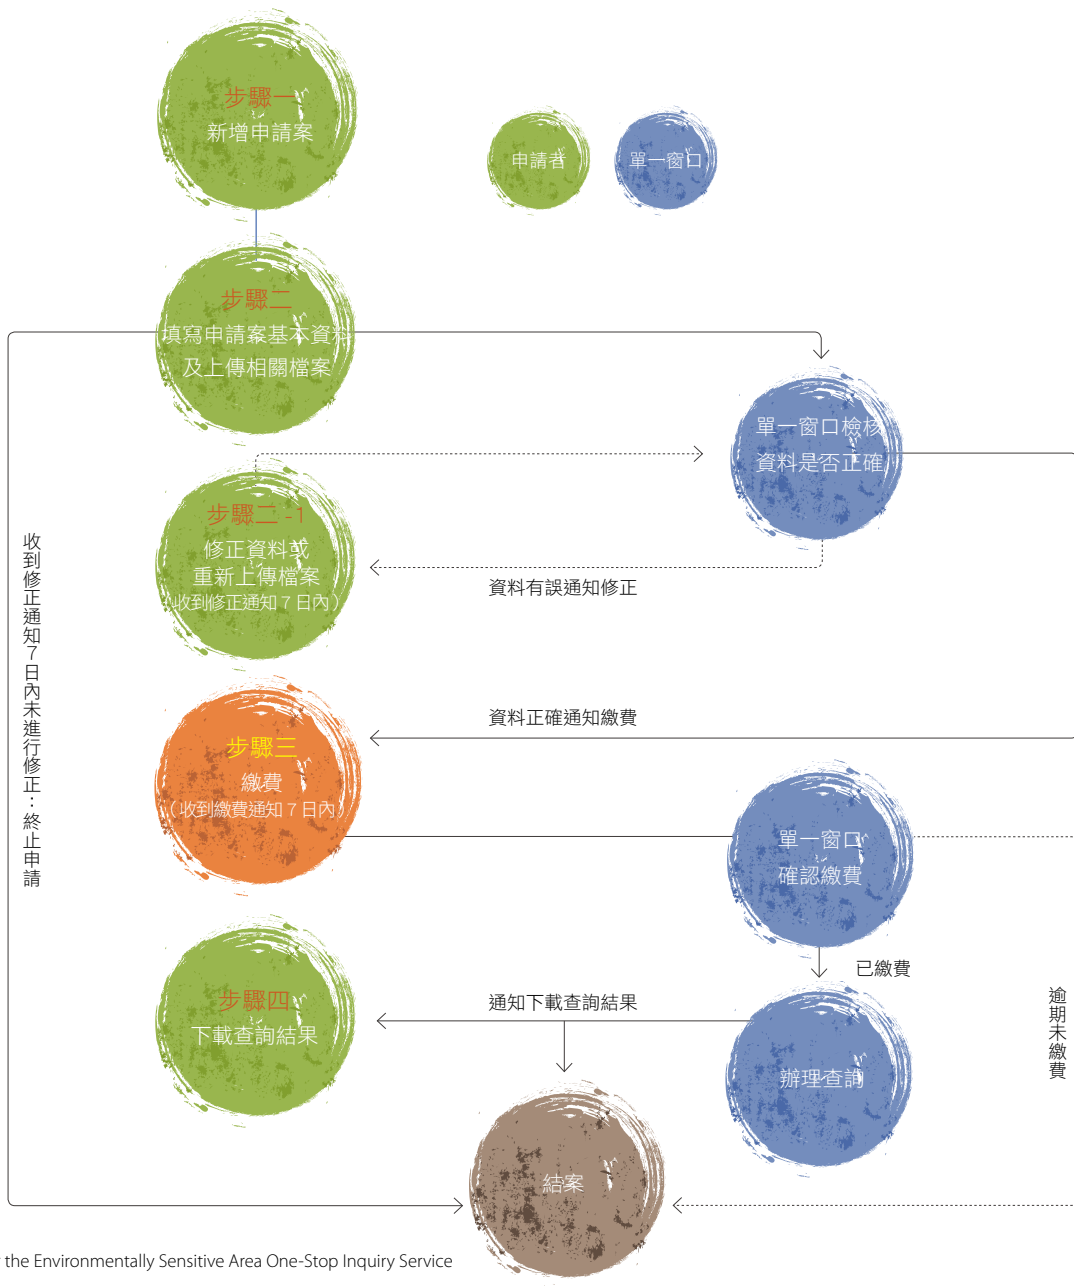 步驟一
新增申請案
申請者
單一窗口
步驟二
填寫申請案基本資料
及上傳相關檔案
單一窗口檢核
資料是否正確
步驟二 -1
修正資料或
重新上傳檔案
（收到修正通知 7 日內）
資料有誤通知修正
收到修正通知7日內未進行修正：終止申請
資料正確通知繳費
步驟三
繳費
（收到繳費通知 7 日內）
單一窗口
確認繳費
已繳費
逾期未繳費
步驟四
下載查詢結果
通知下載查詢結果
辦理查詢
結案
the Environmentally Sensitive Area One-Stop Inquiry Service